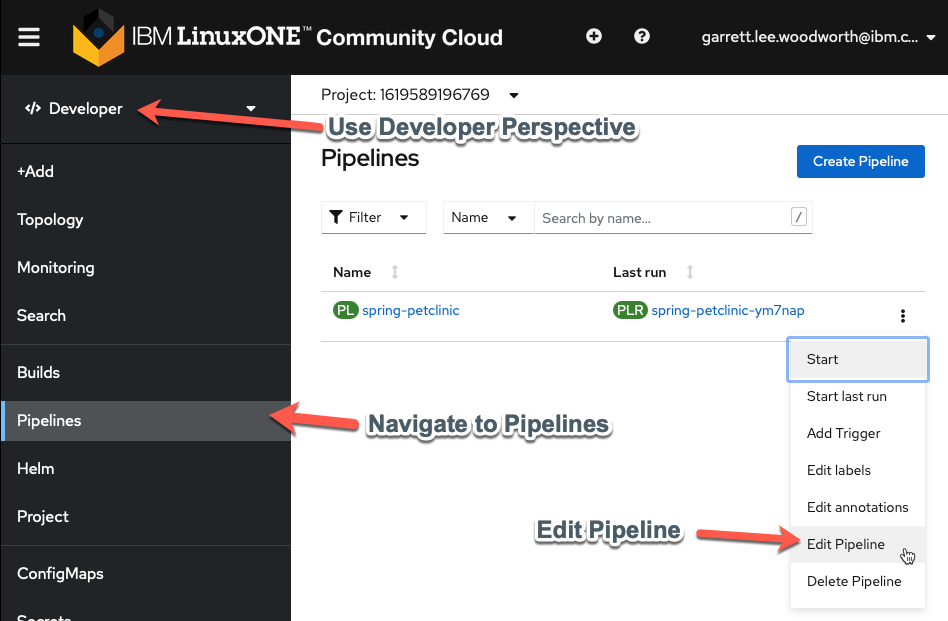 IBM LinuxONE™ Community Cloud
garrett.lee.woodworth@ibm.c...
</> Developer
Project: 1619589196769
Use Developer Perspective
Pipelines
Create Pipeline
+Add
Topology
Monitoring
Search
Builds
Pipelines
Helm
Project
ConfigMaps
Secrets
Filter
Name
Search by name...
/
Name
Last run
PL spring-petclinic
PLR spring-petclinic-ym7nap
Start
Start last run
Add Trigger
Edit labels
Edit annotations
Edit Pipeline
Delete Pipeline
Navigate to Pipelines
Edit Pipeline